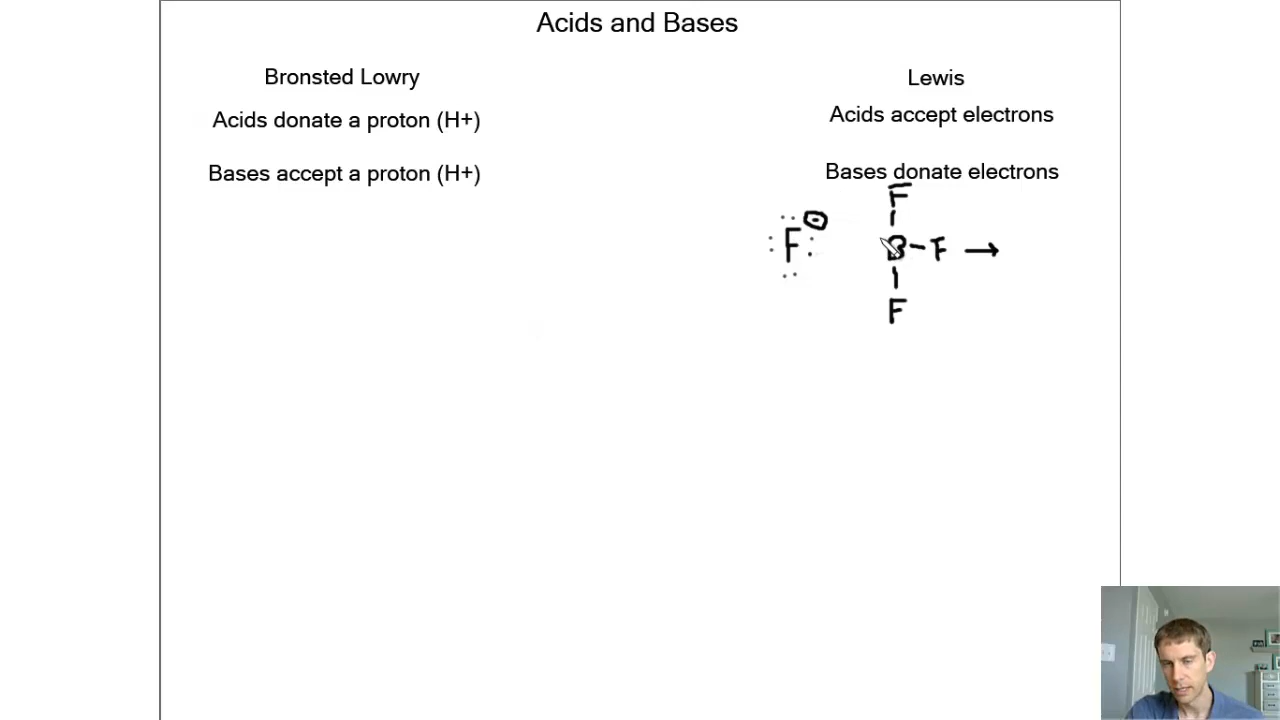 Acids and Bases
Bronsted Lowry
Acids donate a proton (H+)
Bases accept a proton (H+)
Lewis
Acids accept electrons
Bases donate electrons
F
F -
B - F →
F